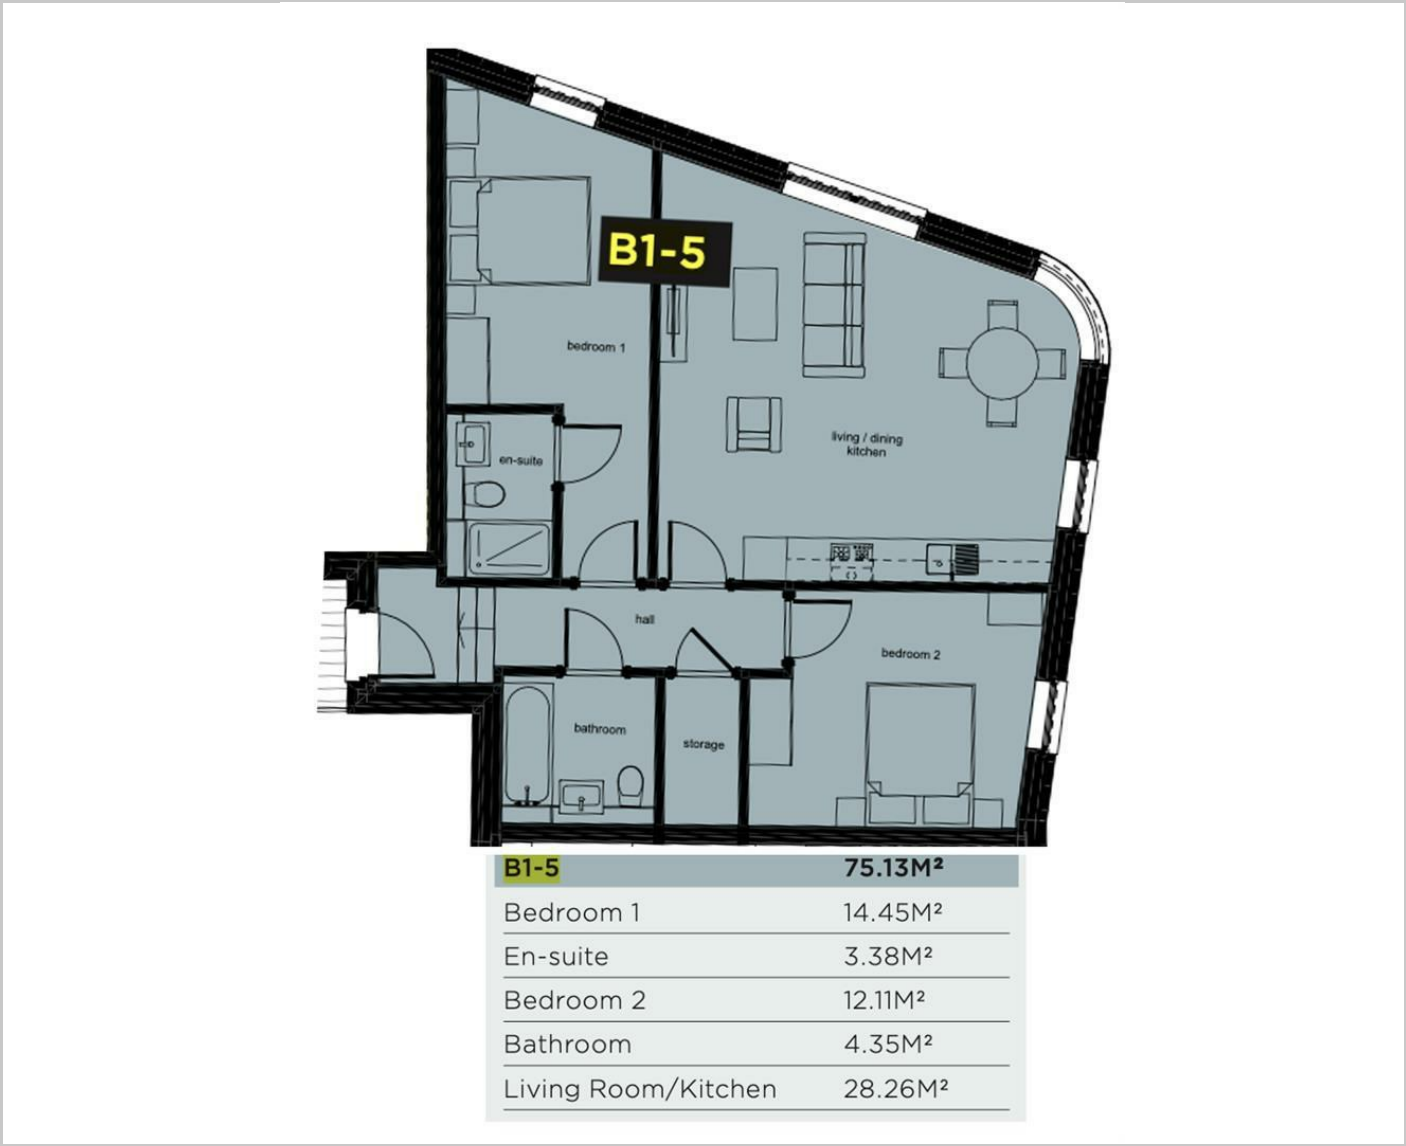 B1-5
bedroom 1
living / dining
kitchen
en-suite
hall
bedroom 2
bathroom
storage
B1-5 75.13M²
Bedroom 1 14.45M²
En-suite 3.38M²
Bedroom 2 12.11M²
Bathroom 4.35M²
Living Room/Kitchen 28.26M²